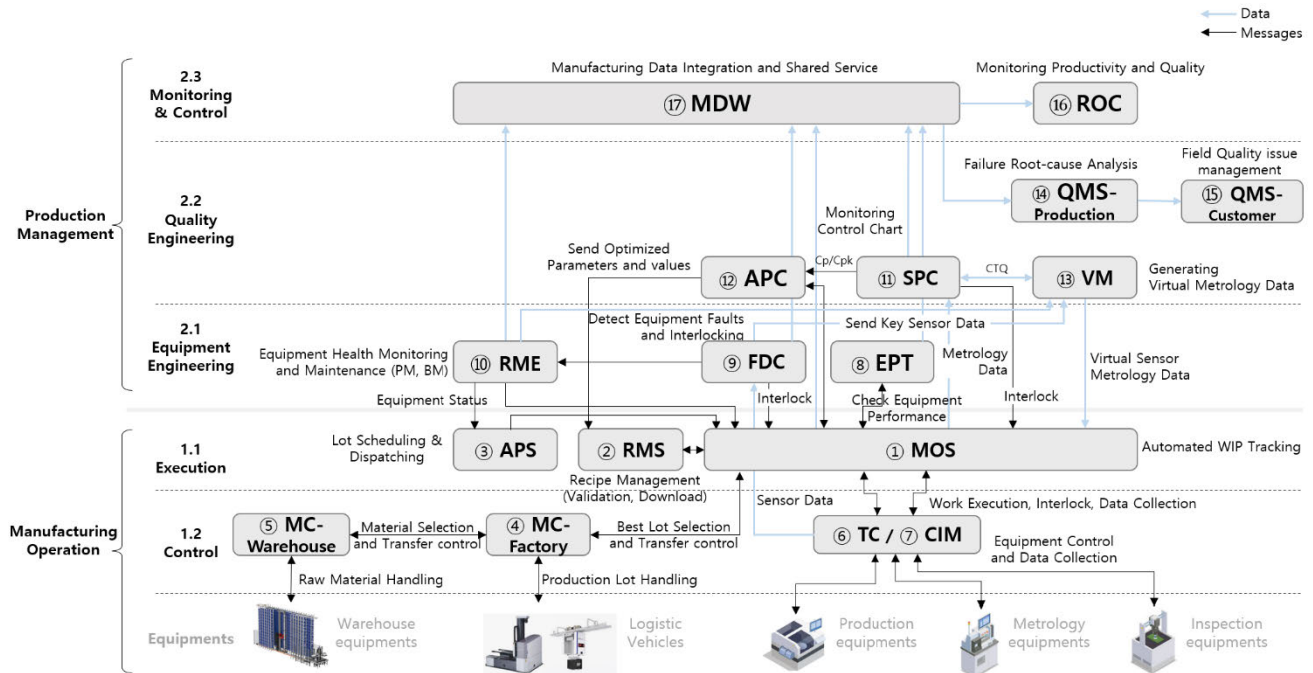 Data
Messages
2.3
Monitoring
& Control
Manufacturing Data Integration and Shared Service
⑰ MDW
Monitoring Productivity and Quality
⑯ ROC
Production
Management
2.2
Quality
Engineering
Failure Root-cause Analysis
⑭ QMS-
Production
Field Quality issue
management
⑮ QMS-
Customer
Monitoring
Control Chart
Send Optimized
Parameters and values
⑫ APC
Cp/Cpk
⑪ SPC
CTQ
⑬ VM
Generating
Virtual Metrology Data
2.1
Equipment
Engineering
Detect Equipment Faults
and Interlocking
Send Key Sensor Data
Equipment Health Monitoring
and Maintenance (PM, BM)
⑩ RME
⑨ FDC
⑧ EPT
Metrology
Data
Virtual Sensor
Metrology Data
Equipment Status
Interlock
Check Equipment
Performance
Interlock
1.1
Execution
Lot Scheduling &
Dispatching
③ APS
② RMS
① MOS
Automated WIP Tracking
Recipe Management
(Validation, Download)
Manufacturing
Operation
1.2
Control
Sensor Data
Work Execution, Interlock, Data Collection
⑤ MC-
Warehouse
Material Selection
and Transfer control
④ MC-
Factory
Best Lot Selection
and Transfer control
⑥ TC / ⑦ CIM
Equipment Control
and Data Collection
Raw Material Handling
Production Lot Handling
Equipments
Warehouse
equipments
Logistic
Vehicles
Production
equipments
Metrology
equipments
Inspection
equipments